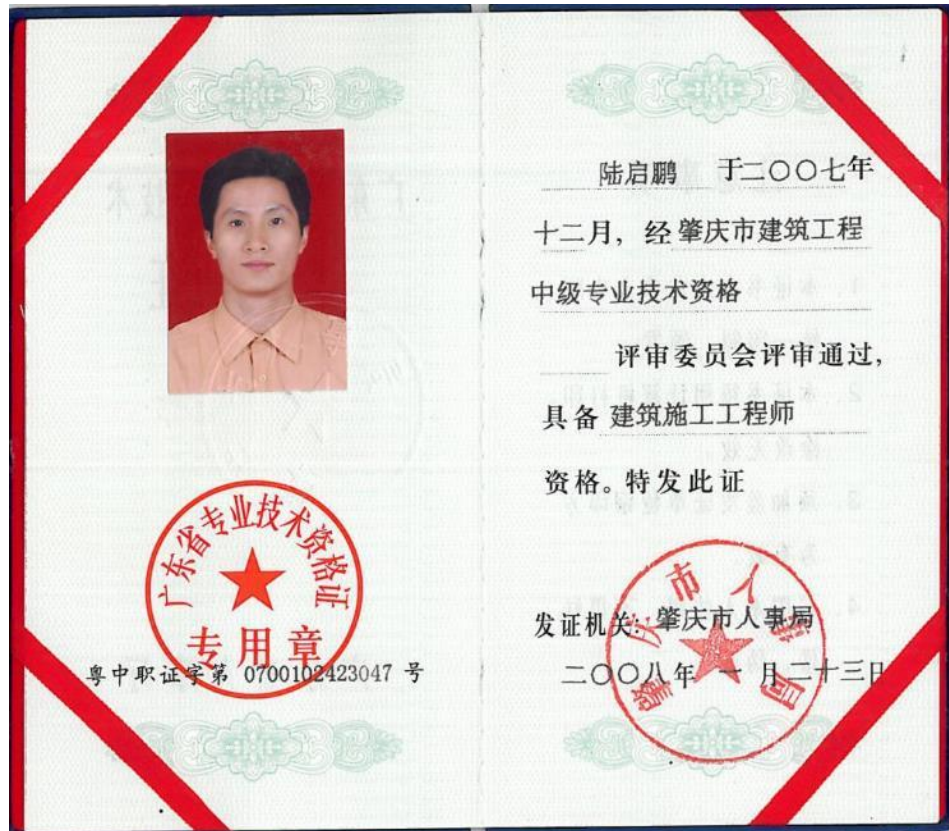 广东省专业技术资格证
专用章
粤中职证字第 0700102423047 号
陆启鹏 于二〇〇七年
十二月，经肇庆市建筑工程
中级专业技术资格
评审委员会评审通过，
具备 建筑施工工程师
资格。特发此证
肇庆市人事局
发证机关：肇庆市人事局
二〇〇八年 一 月二十三日